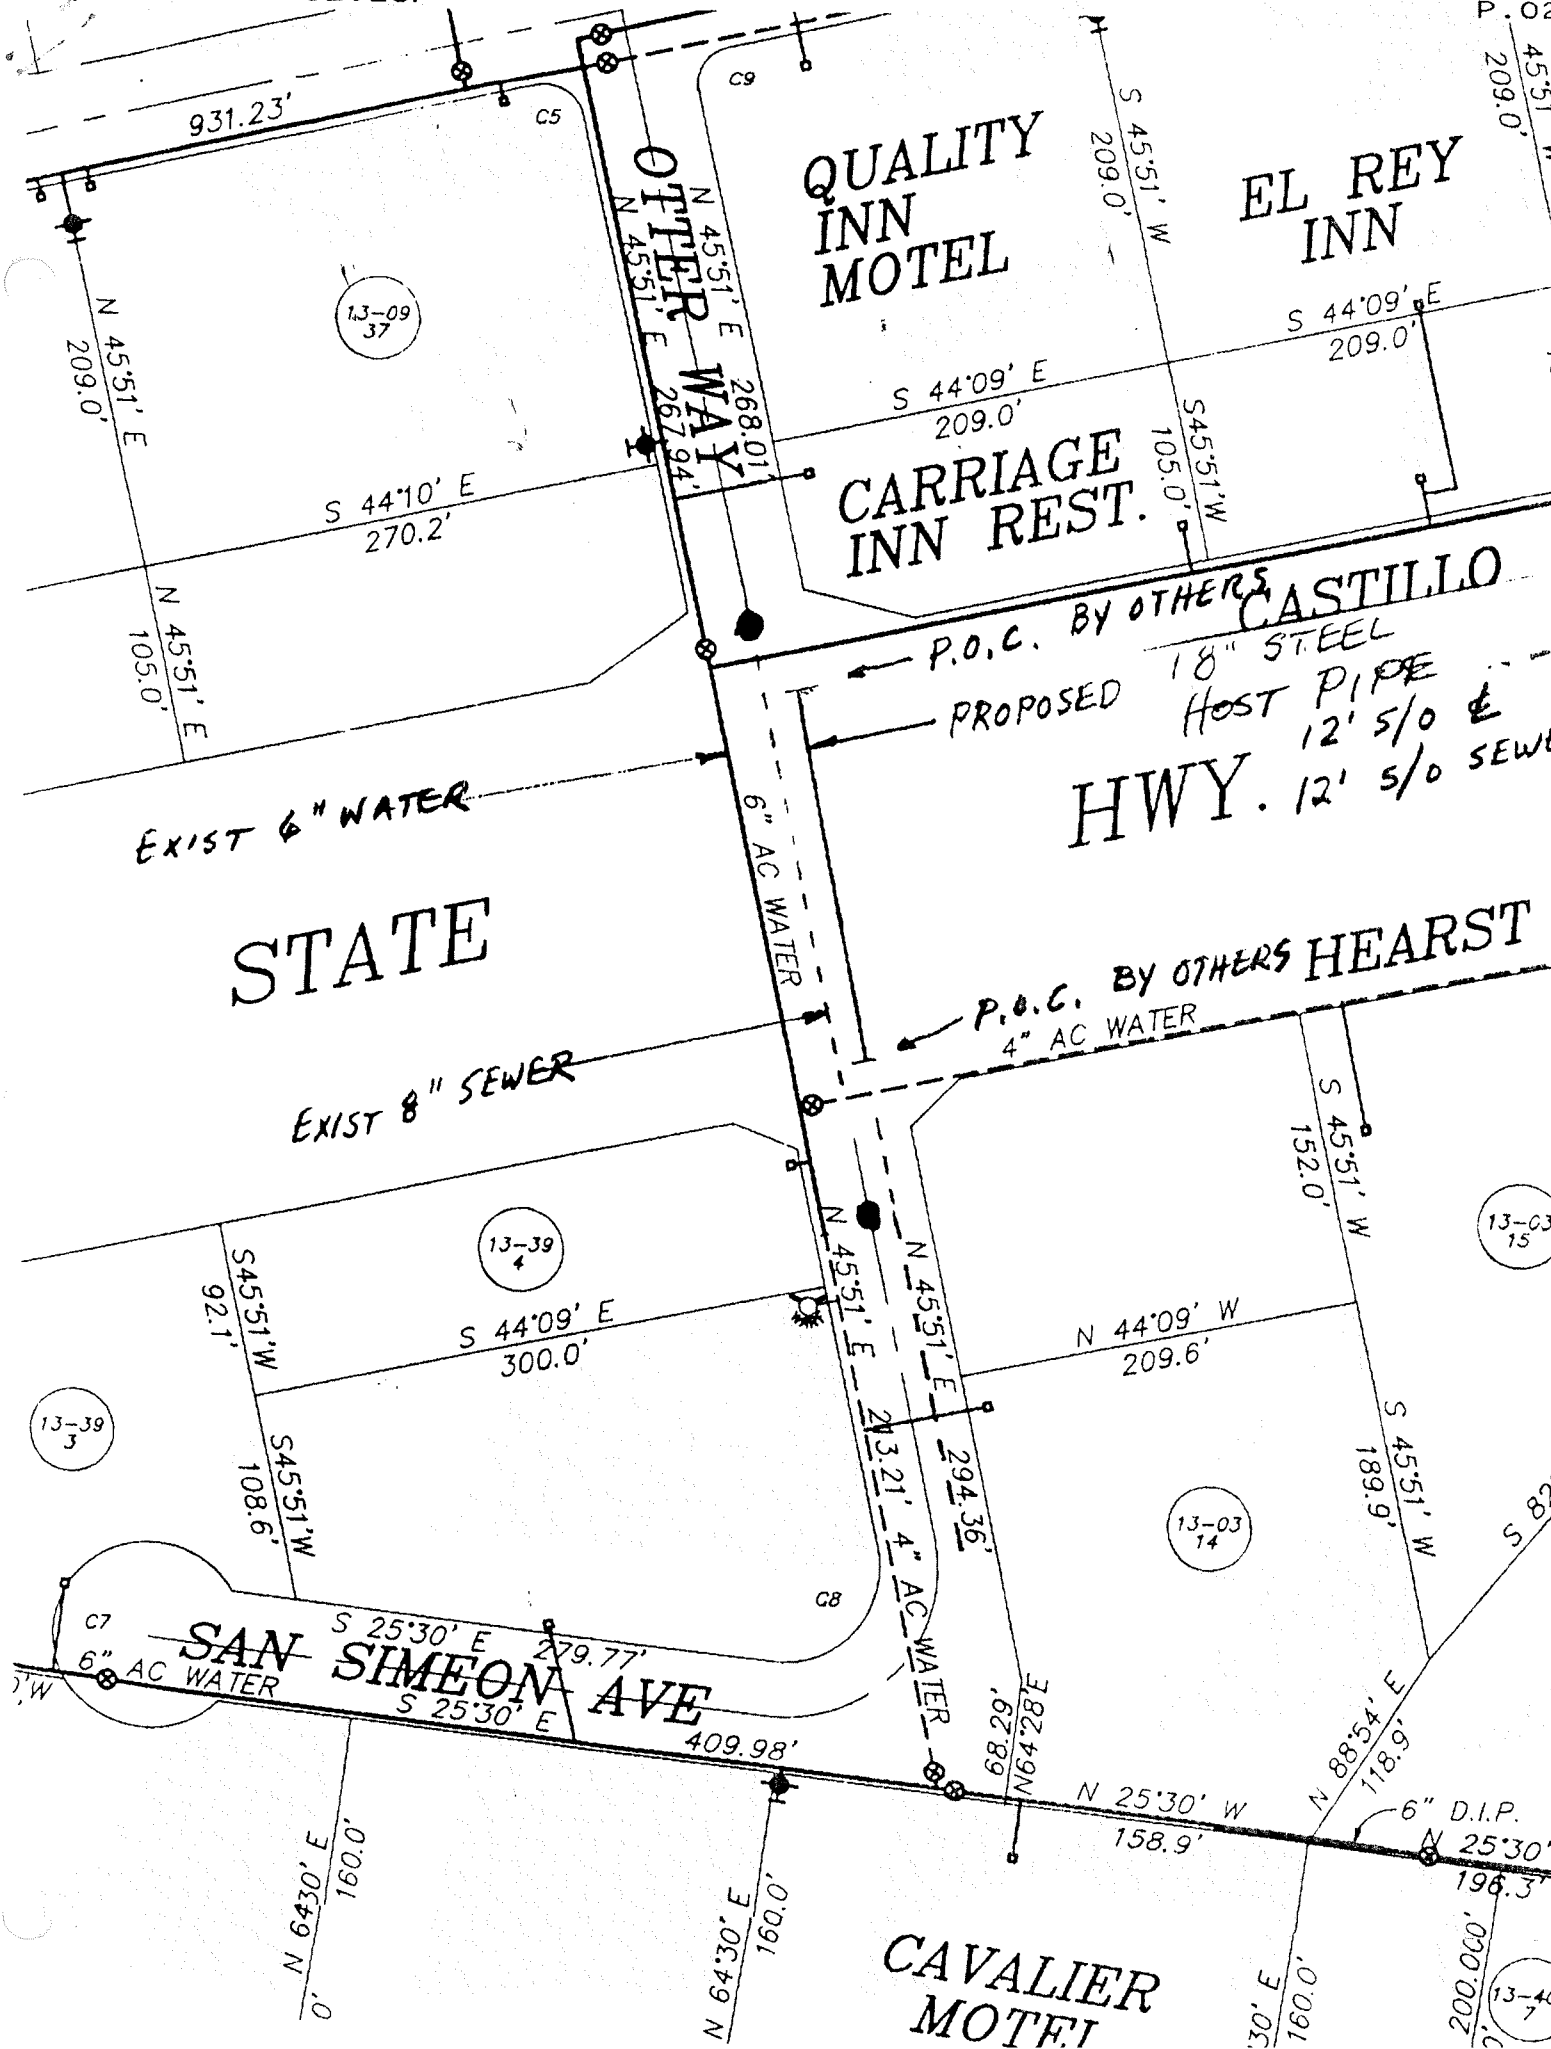 P.02
931.23'
C5
C9
45°51'
209.0'
S 45°51' W
209.0'
QUALITY
INN
MOTEL
EL REY
INN
OTTER WAY
N 45°51' E 268.01'
N 45°51' E 267.94'
13-09
37
N 45°51' E
209.0'
S 44°09' E
209.0'
S 44°09' E
209.0'
CARRIAGE
INN REST.
S45°51'W
105.0'
S 44°10' E
270.2'
N 45°51' E
105.0'
P.O.C. BY OTHERS
CASTILLO
PROPOSED
18" STEEL
HOST PIPE
12' S/O ℄
12' S/O SEWE
HWY.
EXIST 6" WATER
6" AC WATER
STATE
P.O.C. BY OTHERS
HEARST
4" AC WATER
EXIST 8" SEWER
S 45°51' W
152.0'
13-39
4
13-03
15
S45°51'W
92.1'
S 44°09' E
300.0'
N 45°51' E 213.21' 4" AC WATER
N 45°51' E 294.36'
N 44°09' W
209.6'
13-39
3
S45°51'W
108.6'
S 45°51' W
189.9'
13-03
14
S 82
C8
C7
S 25°30' E 279.77'
SAN SIMEON AVE
6" AC WATER
'W
S 25°30' E
409.98'
68.29'
N64°28'E
N 88°54' E
118.9'
N 25°30' W
158.9'
6" D.I.P.
N 25°30'
196.3'
N 64°30' E
160.0'
0'
N 64°30' E
160.0'
CAVALIER
MOTEL
30' E
160.0'
200.000'
13-40
7